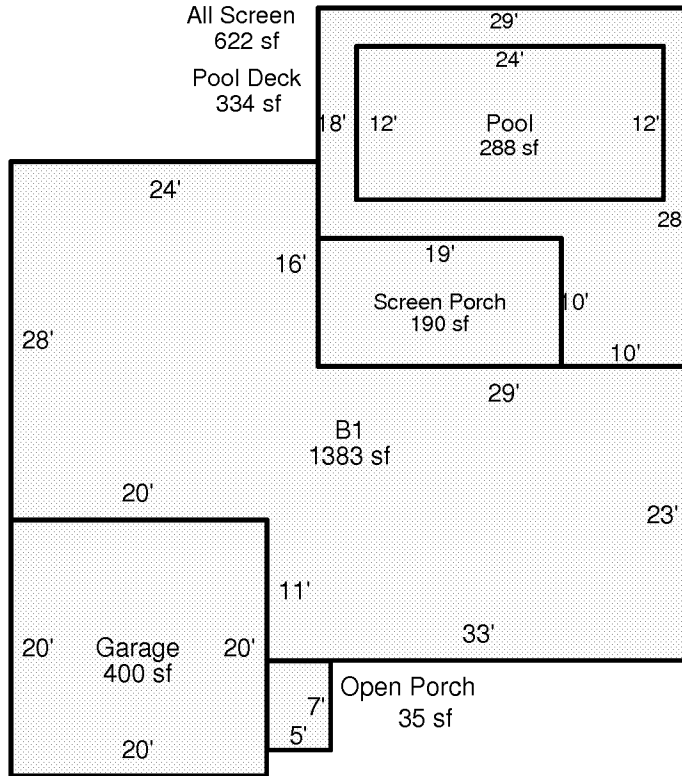 All Screen
622 sf
Pool Deck
334 sf
29'
24'
18'
12'
Pool
288 sf
12'
28
24'
16'
19'
Screen Porch
190 sf
10'
10'
28'
29'
B1
1383 sf
20'
23'
11'
33'
20'
Garage
400 sf
20'
20'
Open Porch
35 sf
7'
5'